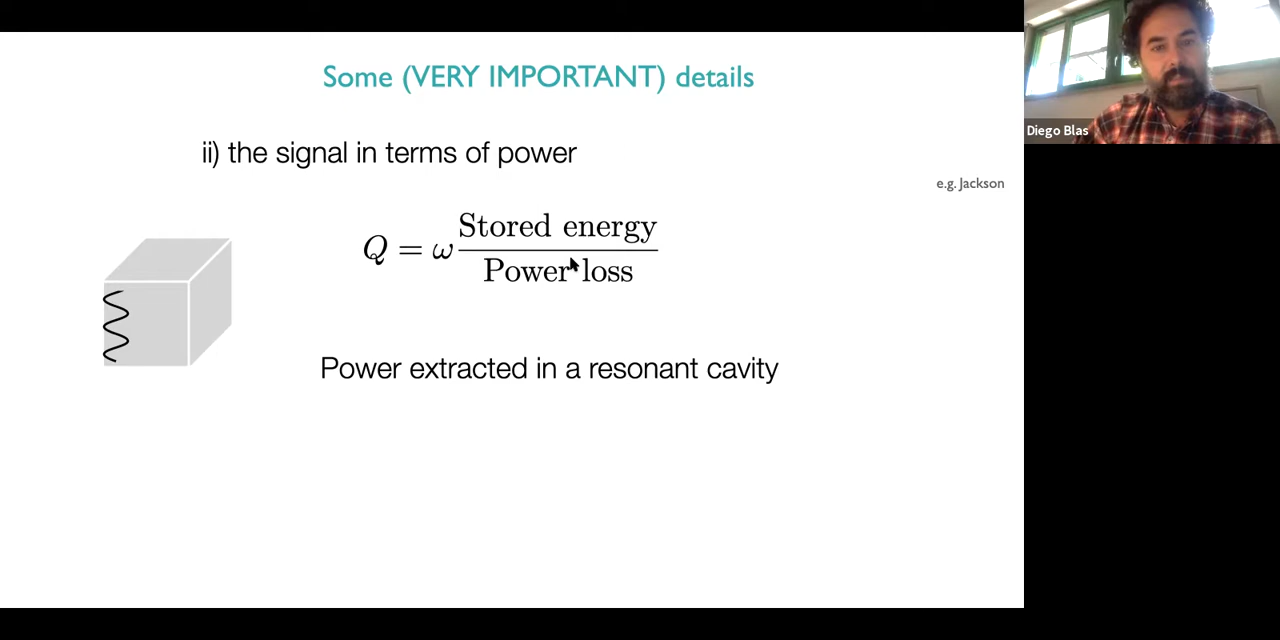 Some (VERY IMPORTANT) details
ii) the signal in terms of power
e.g. Jackson
Q = ω Stored energy / Power loss
Power extracted in a resonant cavity
Diego Blas